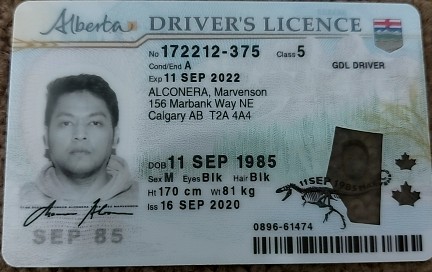 Alberta DRIVER'S LICENCE
No 172212-375 Class 5
Cond/End A GDL DRIVER
Exp 11 SEP 2022
ALCONERA, Marvenson
156 Marbank Way NE
Calgary AB T2A 4A4
DOB 11 SEP 1985
Sex M Eyes Blk Hair Blk
Ht 170 cm Wt 81 kg
Iss 16 SEP 2020
SEP 85
0896-61474